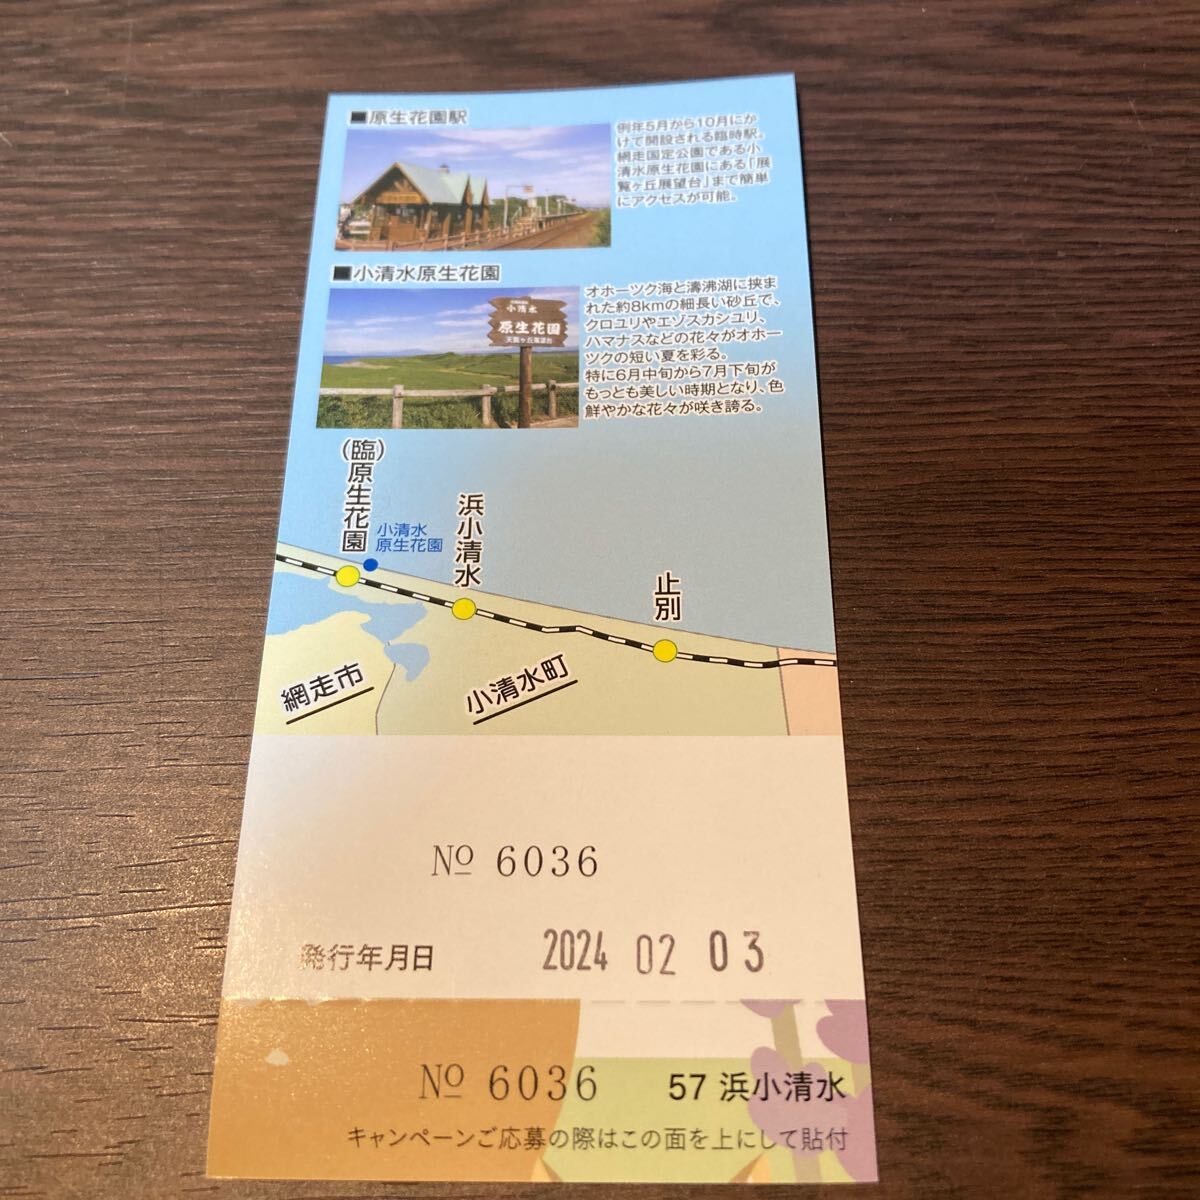 ■原生花園駅
例年5月から10月にか
けて開設される臨時駅。
網走国定公園である小
清水原生花園にある「展
覧ヶ丘展望台」まで簡単
にアクセスが可能。
■小清水原生花園
小清水
原生花園
天覧ヶ丘展望台
オホーツク海と濤沸湖に挟ま
れた約8kmの細長い砂丘で、
クロユリやエゾスカシユリ、
ハマナスなどの花々がオホー
ツクの短い夏を彩る。
特に6月中旬から7月下旬が
もっとも美しい時期となり、色
鮮やかな花々が咲き誇る。
(臨)原生花園
小清水
原生花園
浜小清水
止別
網走市
小清水町
№ 6036
発行年月日 2024 02 03
№ 6036 57 浜小清水
キャンペーンご応募の際はこの面を上にして貼付